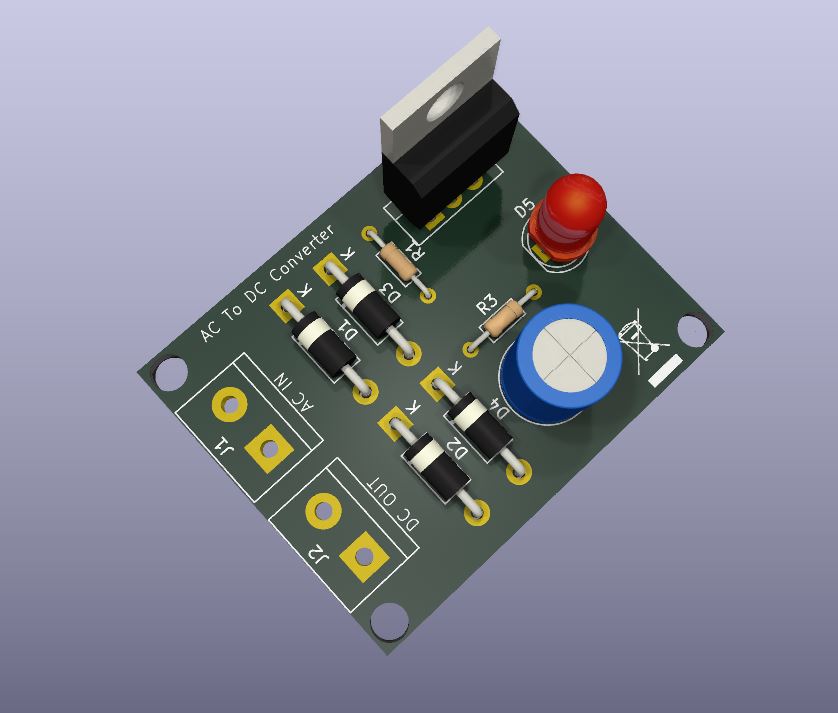 AC To DC Converter
D5
R1
K
K
D3
D1
R3
K
K
D4
D2
AC IN
J1
DC OUT
J2